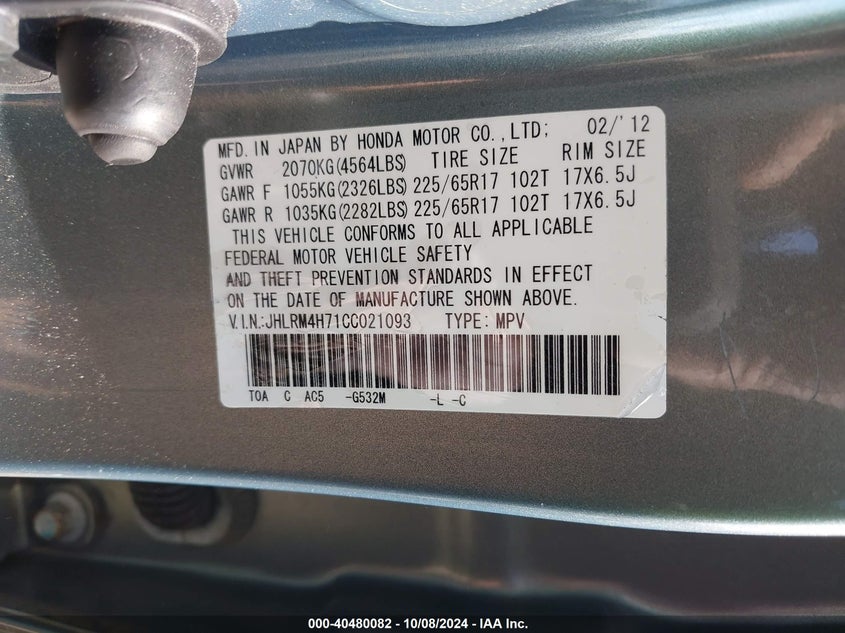 MFD. IN JAPAN BY HONDA MOTOR CO.,LTD; 02/'12
GVWR 2070KG(4564LBS) TIRE SIZE RIM SIZE
GAWR F 1055KG(2326LBS) 225/65R17 102T 17X6.5J
GAWR R 1035KG(2282LBS) 225/65R17 102T 17X6.5J
THIS VEHICLE CONFORMS TO ALL APPLICABLE
FEDERAL MOTOR VEHICLE SAFETY
AND THEFT PREVENTION STANDARDS IN EFFECT
ON THE DATE OF MANUFACTURE SHOWN ABOVE.
V.I.N.:JHLRM4H71CC021093 TYPE: MPV
TOA C AC5 -G532M -L -C
000-40480082 - 10/08/2024 - IAA Inc.